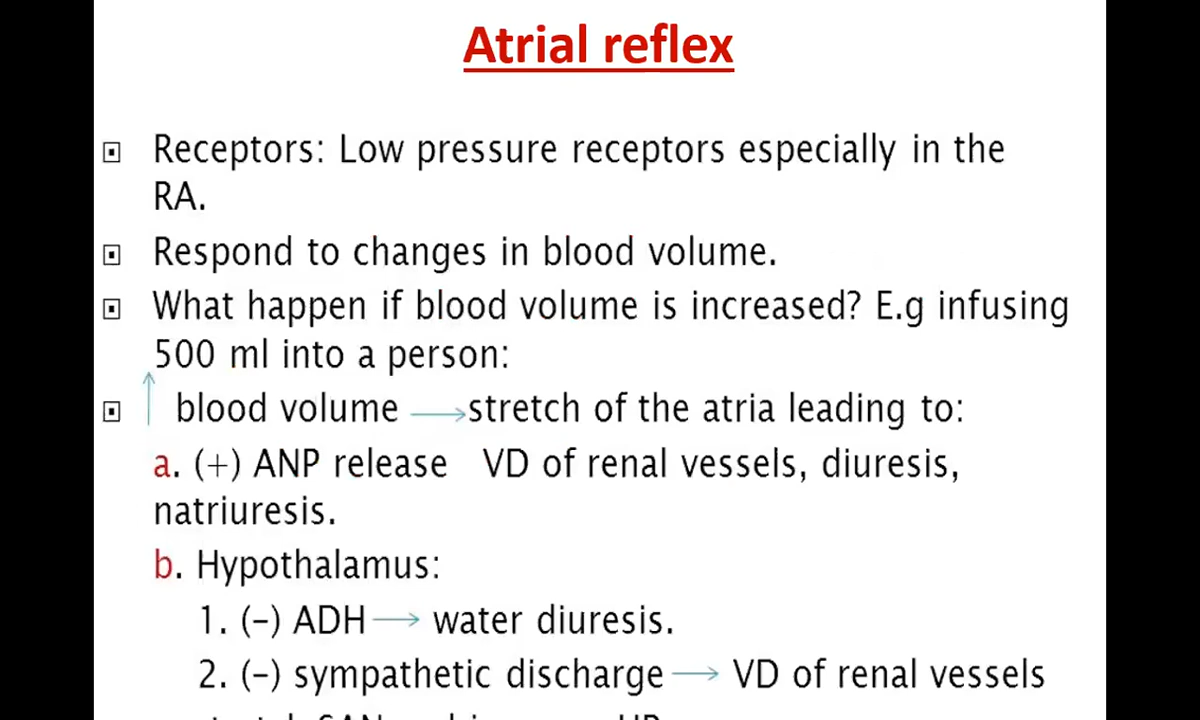 Atrial reflex
Receptors: Low pressure receptors especially in the
RA.
Respond to changes in blood volume.
What happen if blood volume is increased? E.g infusing
500 ml into a person:
↑ blood volume → stretch of the atria leading to:
a. (+) ANP release VD of renal vessels, diuresis,
natriuresis.
b. Hypothalamus:
1. (-) ADH → water diuresis.
2. (-) sympathetic discharge → VD of renal vessels